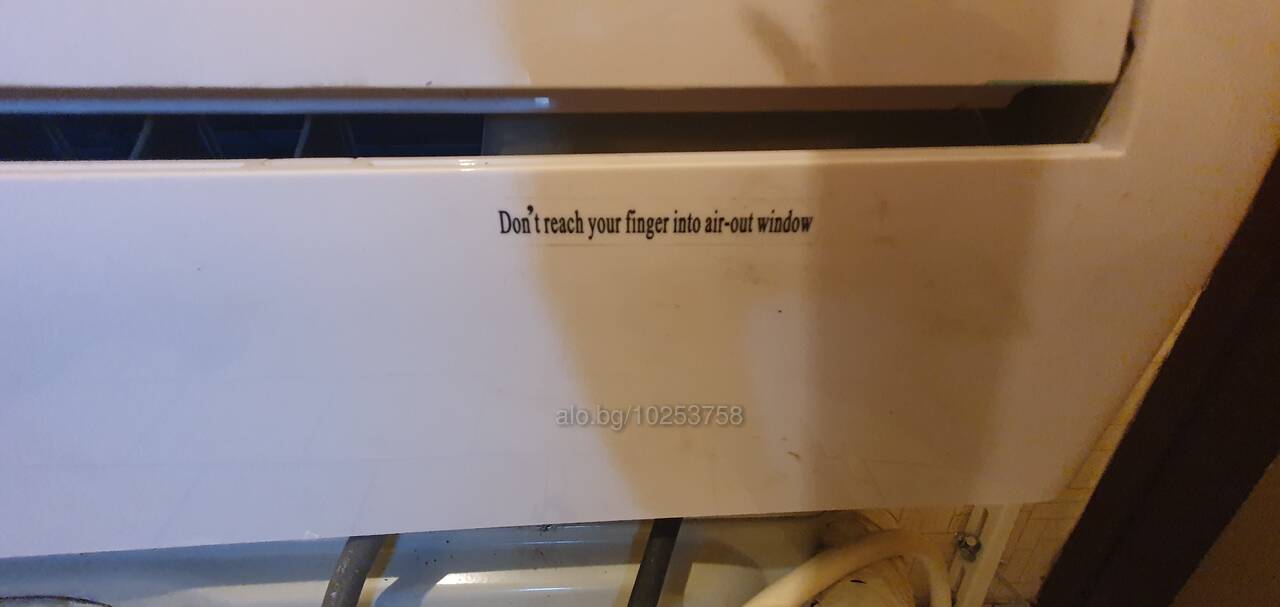 Don't reach your finger into air-out window
alo.bg/10253758